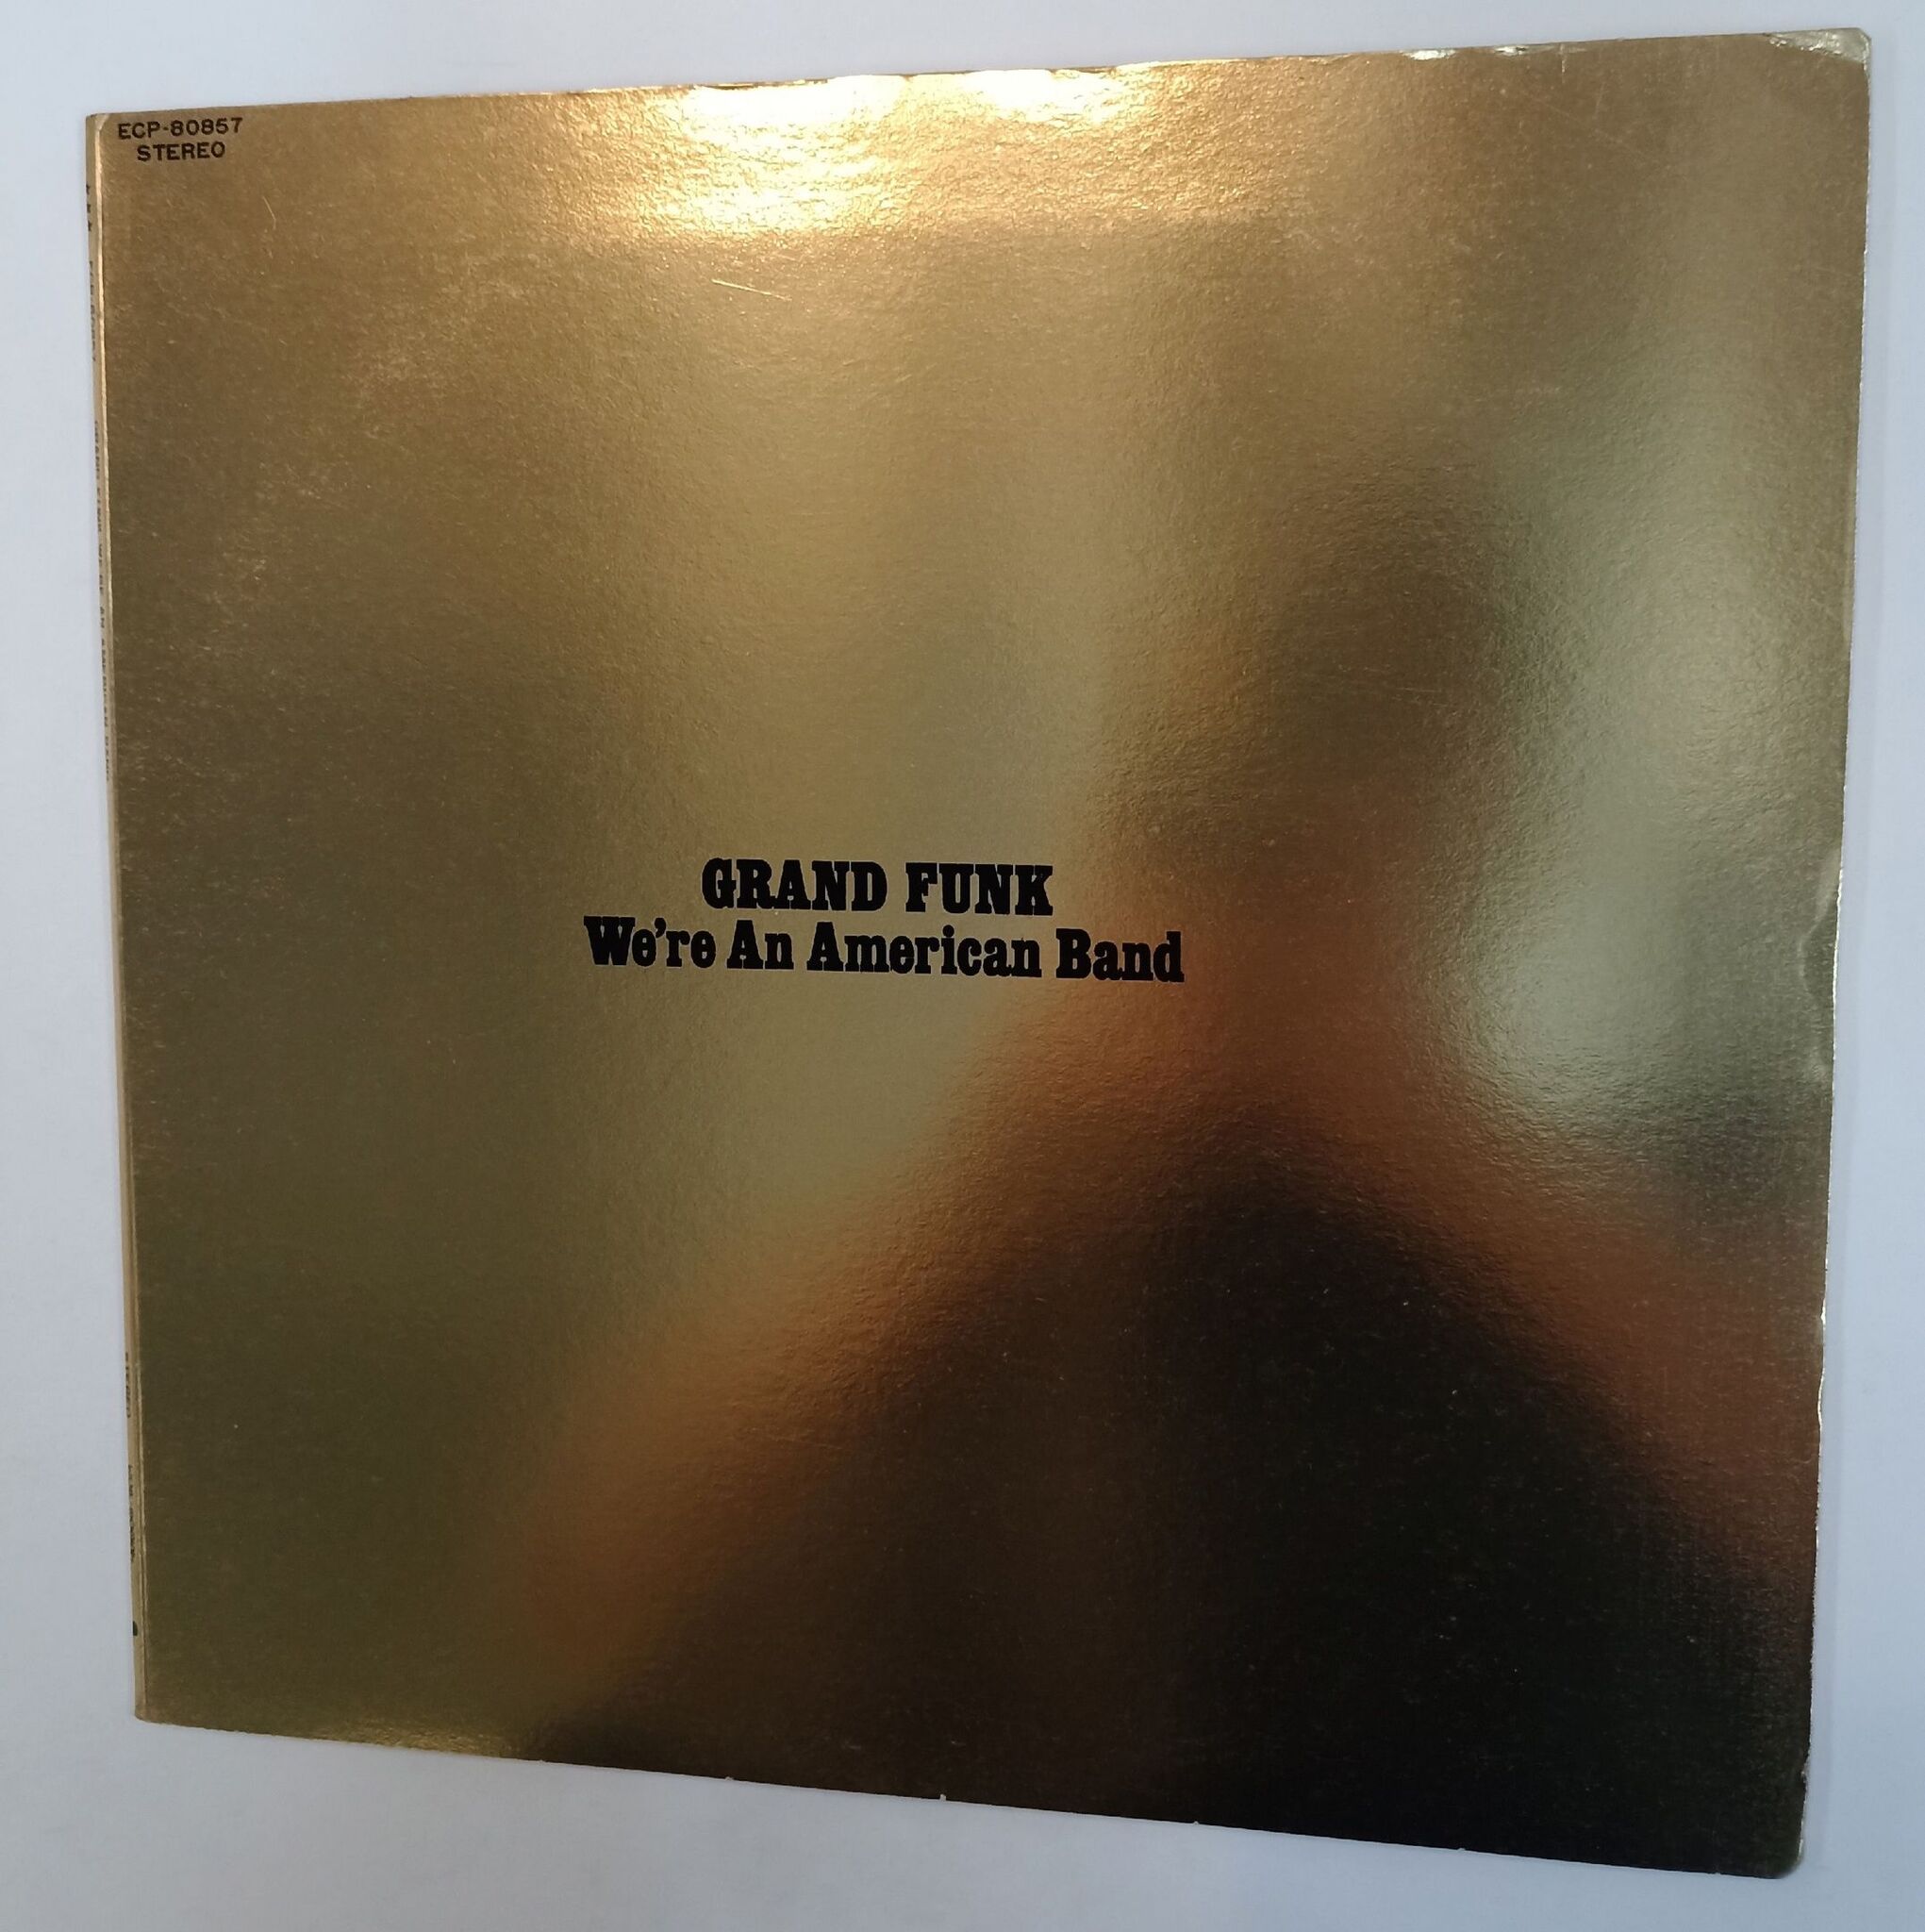 ECP-80857
STEREO
GRAND FUNK
We're An American Band